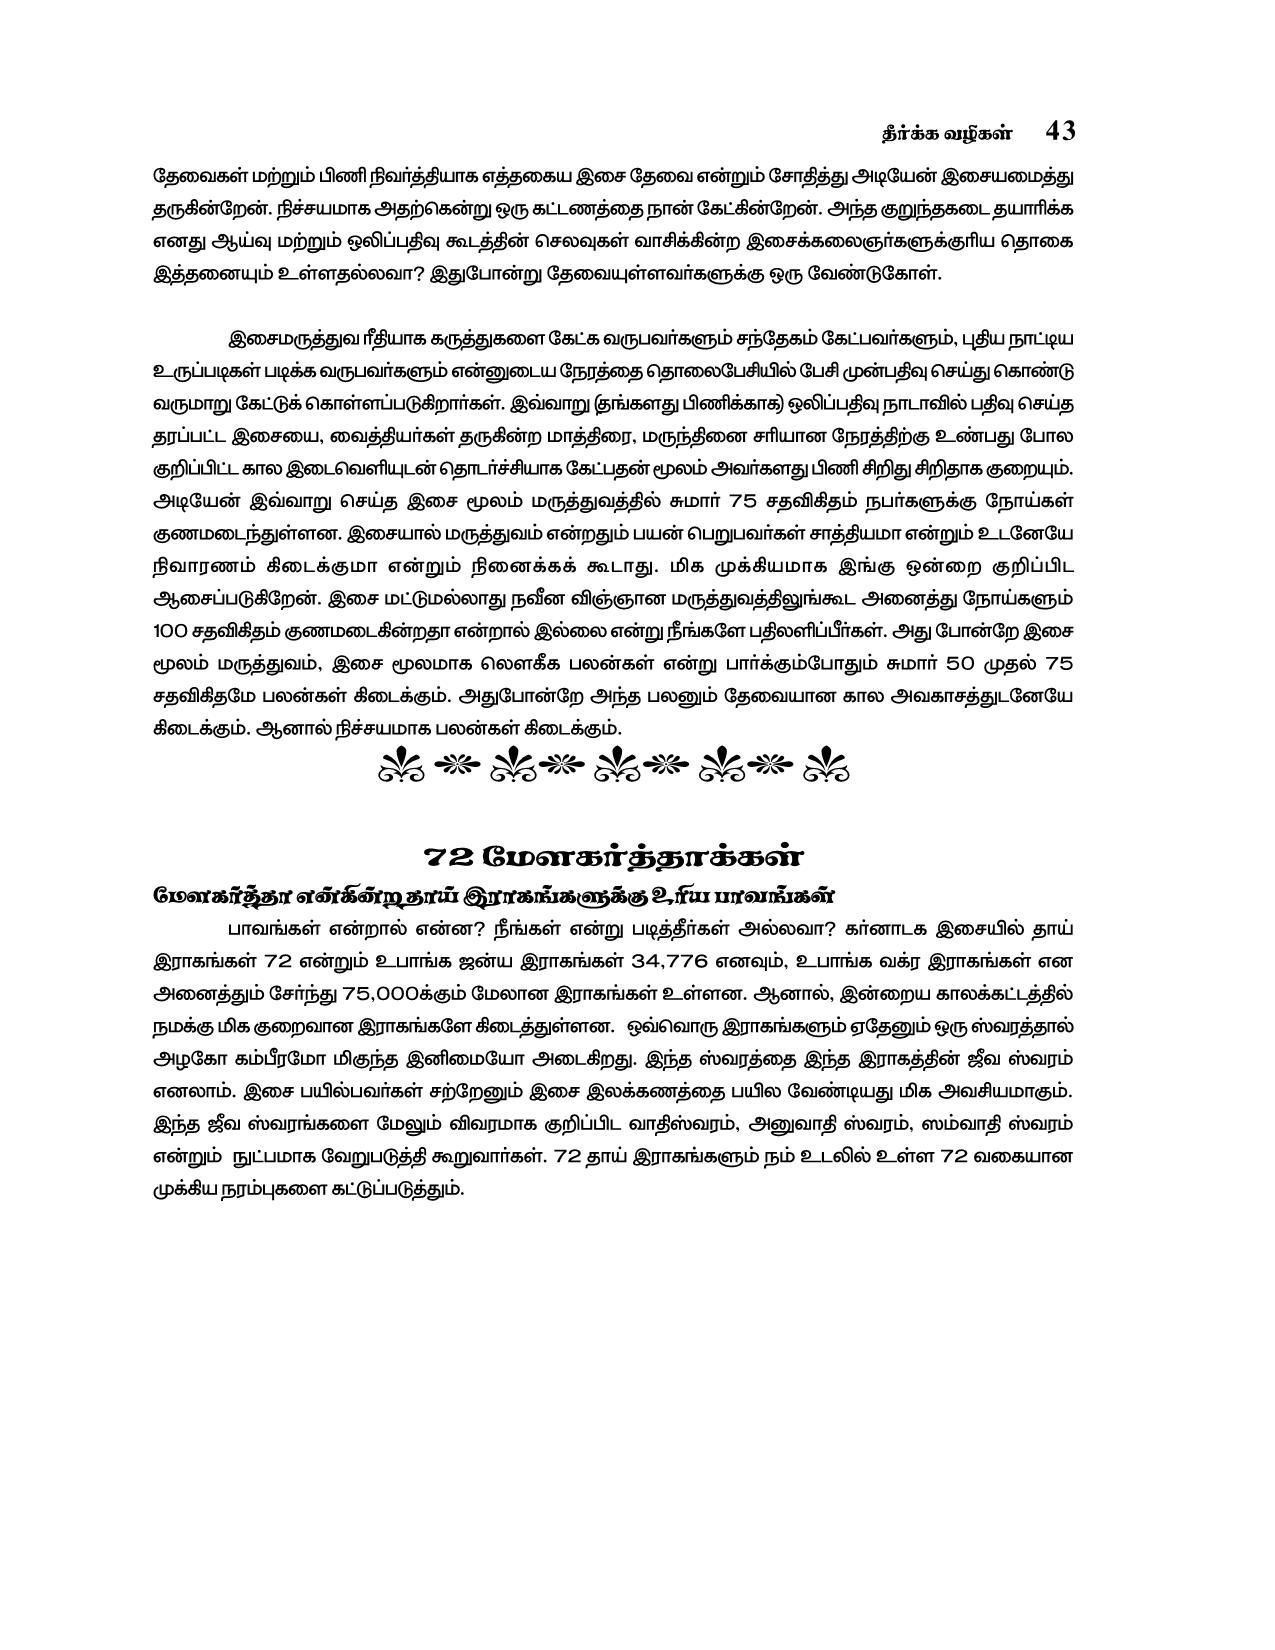 தீர்க்க வழிகள் 43
தேவைகள் மற்றும் பிணி நிவர்த்தியாக எத்தகைய இசை தேவை என்றும் சோதித்து அடியேன் இசையமைத்து
தருகின்றேன். நிச்சயமாக அதற்கென்று ஒரு கட்டணத்தை நான் கேட்கின்றேன். அந்த குறுந்தகடை தயாரிக்க
எனது ஆய்வு மற்றும் ஒலிப்பதிவு கூடத்தின் செலவுகள் வாசிக்கின்ற இசைக்கலைஞர்களுக்குரிய தொகை
இத்தனையும் உள்ளதல்லவா? இதுபோன்று தேவையுள்ளவர்களுக்கு ஒரு வேண்டுகோள்.
இசைமருத்துவ ரீதியாக கருத்துகளை கேட்க வருபவர்களும் சந்தேகம் கேட்பவர்களும், புதிய நாட்டிய
உருப்படிகள் படிக்க வருபவர்களும் என்னுடைய நேரத்தை தொலைபேசியில் பேசி முன்பதிவு செய்து கொண்டு
வருமாறு கேட்டுக் கொள்ளப்படுகிறார்கள். இவ்வாறு (தங்களது பிணிக்காக) ஒலிப்பதிவு நாடாவில் பதிவு செய்த
தரப்பட்ட இசையை, வைத்தியர்கள் தருகின்ற மாத்திரை, மருந்தினை சரியான நேரத்திற்கு உண்பது போல
குறிப்பிட்ட கால இடைவெளியுடன் தொடர்ச்சியாக கேட்பதன் மூலம் அவர்களது பிணி சிறிது சிறிதாக குறையும்.
அடியேன் இவ்வாறு செய்த இசை மூலம் மருத்துவத்தில் சுமார் 75 சதவிகிதம் நபர்களுக்கு நோய்கள்
குணமடைந்துள்ளன. இசையால் மருத்துவம் என்றதும் பயன் பெறுபவர்கள் சாத்தியமா என்றும் உடனேயே
நிவாரணம் கிடைக்குமா என்றும் நினைக்கக் கூடாது. மிக முக்கியமாக இங்கு ஒன்றை குறிப்பிட
ஆசைப்படுகிறேன். இசை மட்டுமல்லாது நவீன விஞ்ஞான மருத்துவத்திலுங்கூட அனைத்து நோய்களும்
100 சதவிகிதம் குணமடைகின்றதா என்றால் இல்லை என்று நீங்களே பதிலளிப்பீர்கள். அது போன்றே இசை
மூலம் மருத்துவம், இசை மூலமாக லௌகீக பலன்கள் என்று பார்க்கும்போதும் சுமார் 50 முதல் 75
சதவிகிதமே பலன்கள் கிடைக்கும். அதுபோன்றே அந்த பலனும் தேவையான கால அவகாசத்துடனேயே
கிடைக்கும். ஆனால் நிச்சயமாக பலன்கள் கிடைக்கும்.
72 மேளகர்த்தாக்கள்
மேளகர்த்தா என்கின்ற தாய் இராகங்களுக்கு உரிய பாவங்கள்
பாவங்கள் என்றால் என்ன? நீங்கள் என்று படித்தீர்கள் அல்லவா? கர்னாடக இசையில் தாய்
இராகங்கள் 72 என்றும் உபாங்க ஜன்ய இராகங்கள் 34,776 எனவும், உபாங்க வக்ர இராகங்கள் என
அனைத்தும் சேர்ந்து 75,000க்கும் மேலான இராகங்கள் உள்ளன. ஆனால், இன்றைய காலக்கட்டத்தில்
நமக்கு மிக குறைவான இராகங்களே கிடைத்துள்ளன. ஒவ்வொரு இராகங்களும் ஏதேனும் ஒரு ஸ்வரத்தால்
அழகோ கம்பீரமோ மிகுந்த இனிமையோ அடைகிறது. இந்த ஸ்வரத்தை இந்த இராகத்தின் ஜீவ ஸ்வரம்
எனலாம். இசை பயில்பவர்கள் சற்றேனும் இசை இலக்கணத்தை பயில வேண்டியது மிக அவசியமாகும்.
இந்த ஜீவ ஸ்வரங்களை மேலும் விவரமாக குறிப்பிட வாதிஸ்வரம், அனுவாதி ஸ்வரம், ஸம்வாதி ஸ்வரம்
என்றும் நுட்பமாக வேறுபடுத்தி கூறுவார்கள். 72 தாய் இராகங்களும் நம் உடலில் உள்ள 72 வகையான
முக்கிய நரம்புகளை கட்டுப்படுத்தும்.